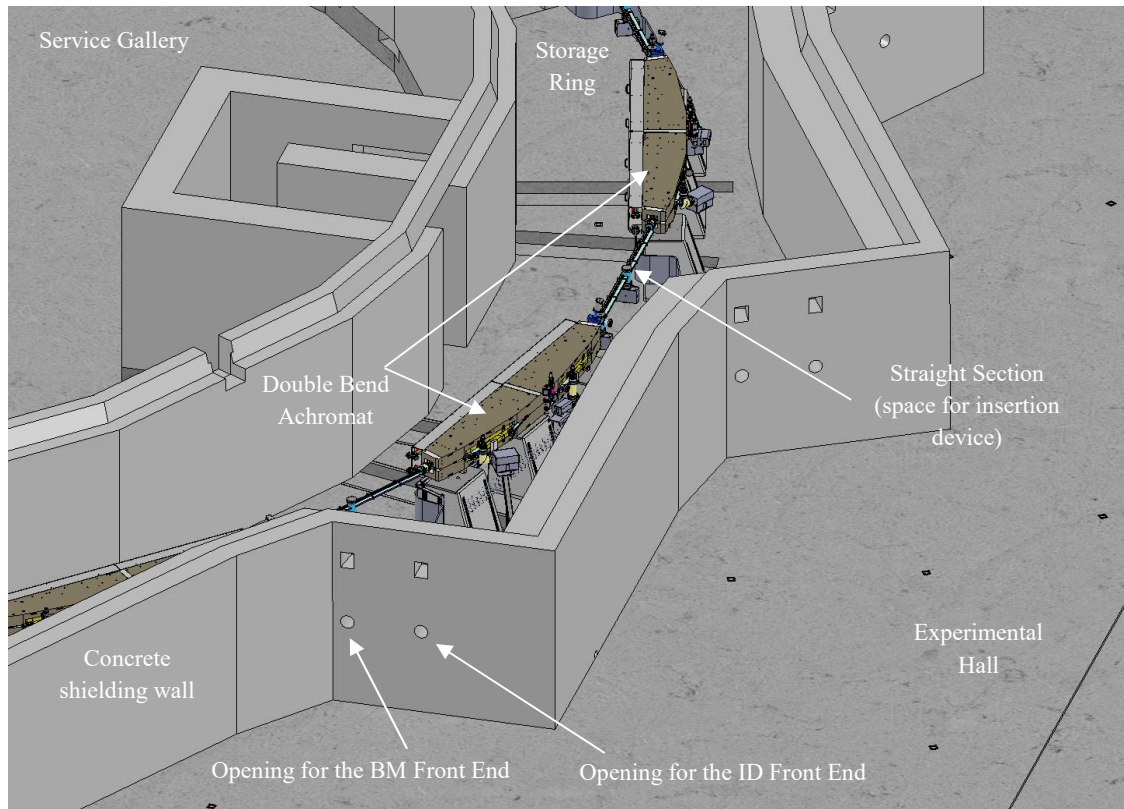 Service Gallery
Storage
Ring
Double Bend
Achromat
Straight Section
(space for insertion
device)
Concrete
shielding wall
Experimental
Hall
Opening for the BM Front End
Opening for the ID Front End